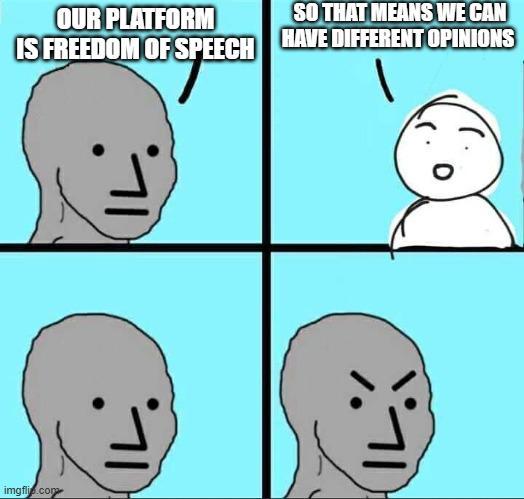 OUR PLATFORM
IS FREEDOM OF SPEECH
SO THAT MEANS WE CAN
HAVE DIFFERENT OPINIONS
imgflip.com